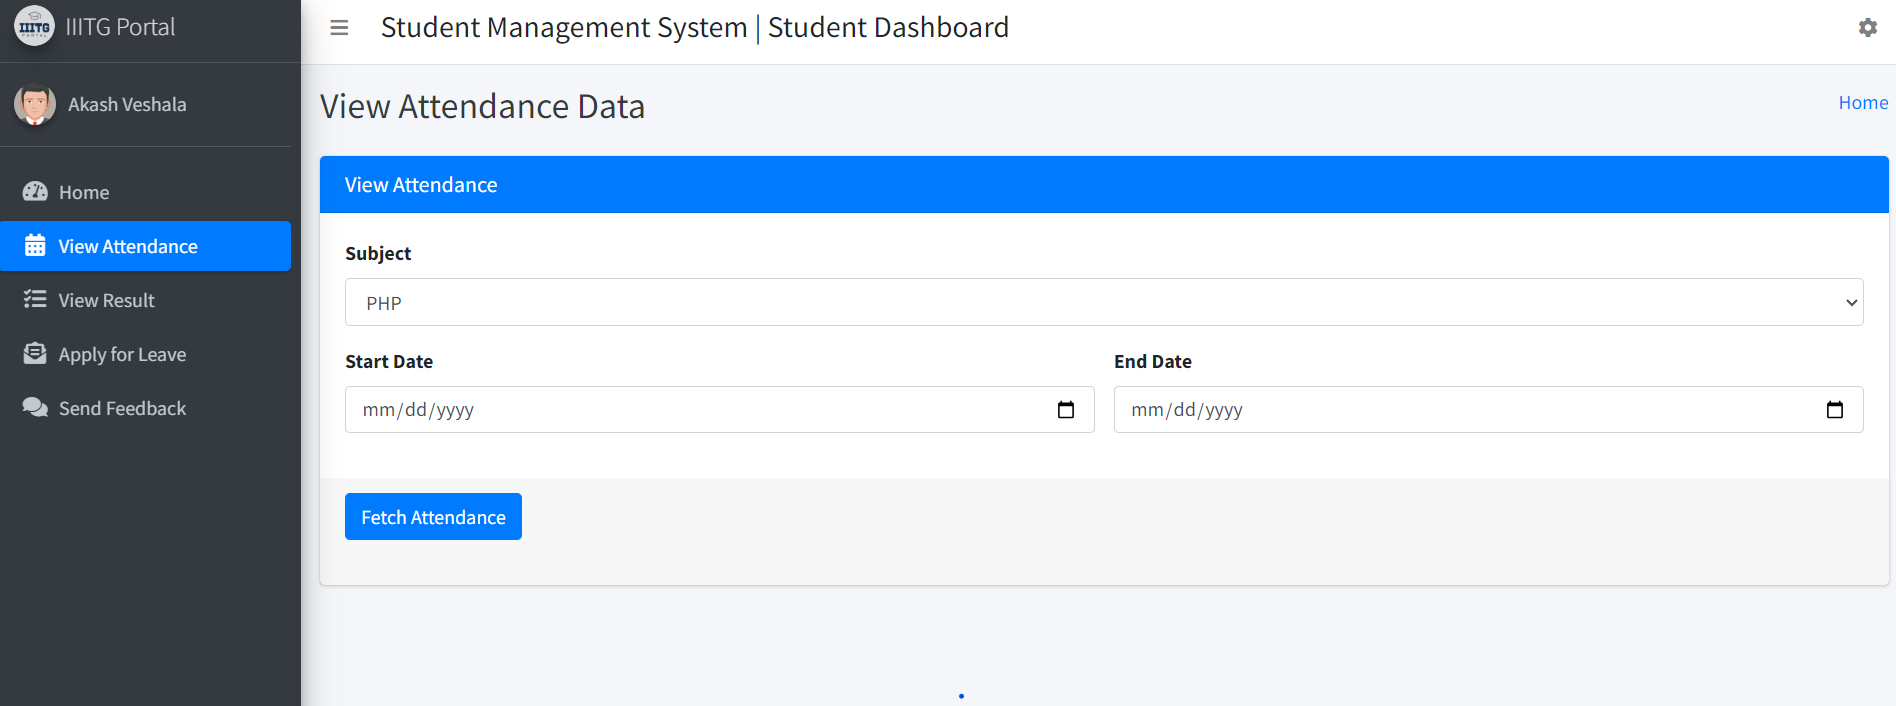 IIITG Portal
Student Management System | Student Dashboard
Akash Veshala
Home
View Attendance
View Result
Apply for Leave
Send Feedback
View Attendance Data
Home
View Attendance
Subject
PHP
Start Date
End Date
mm/dd/yyyy
mm/dd/yyyy
Fetch Attendance
IIITG
PORTAL